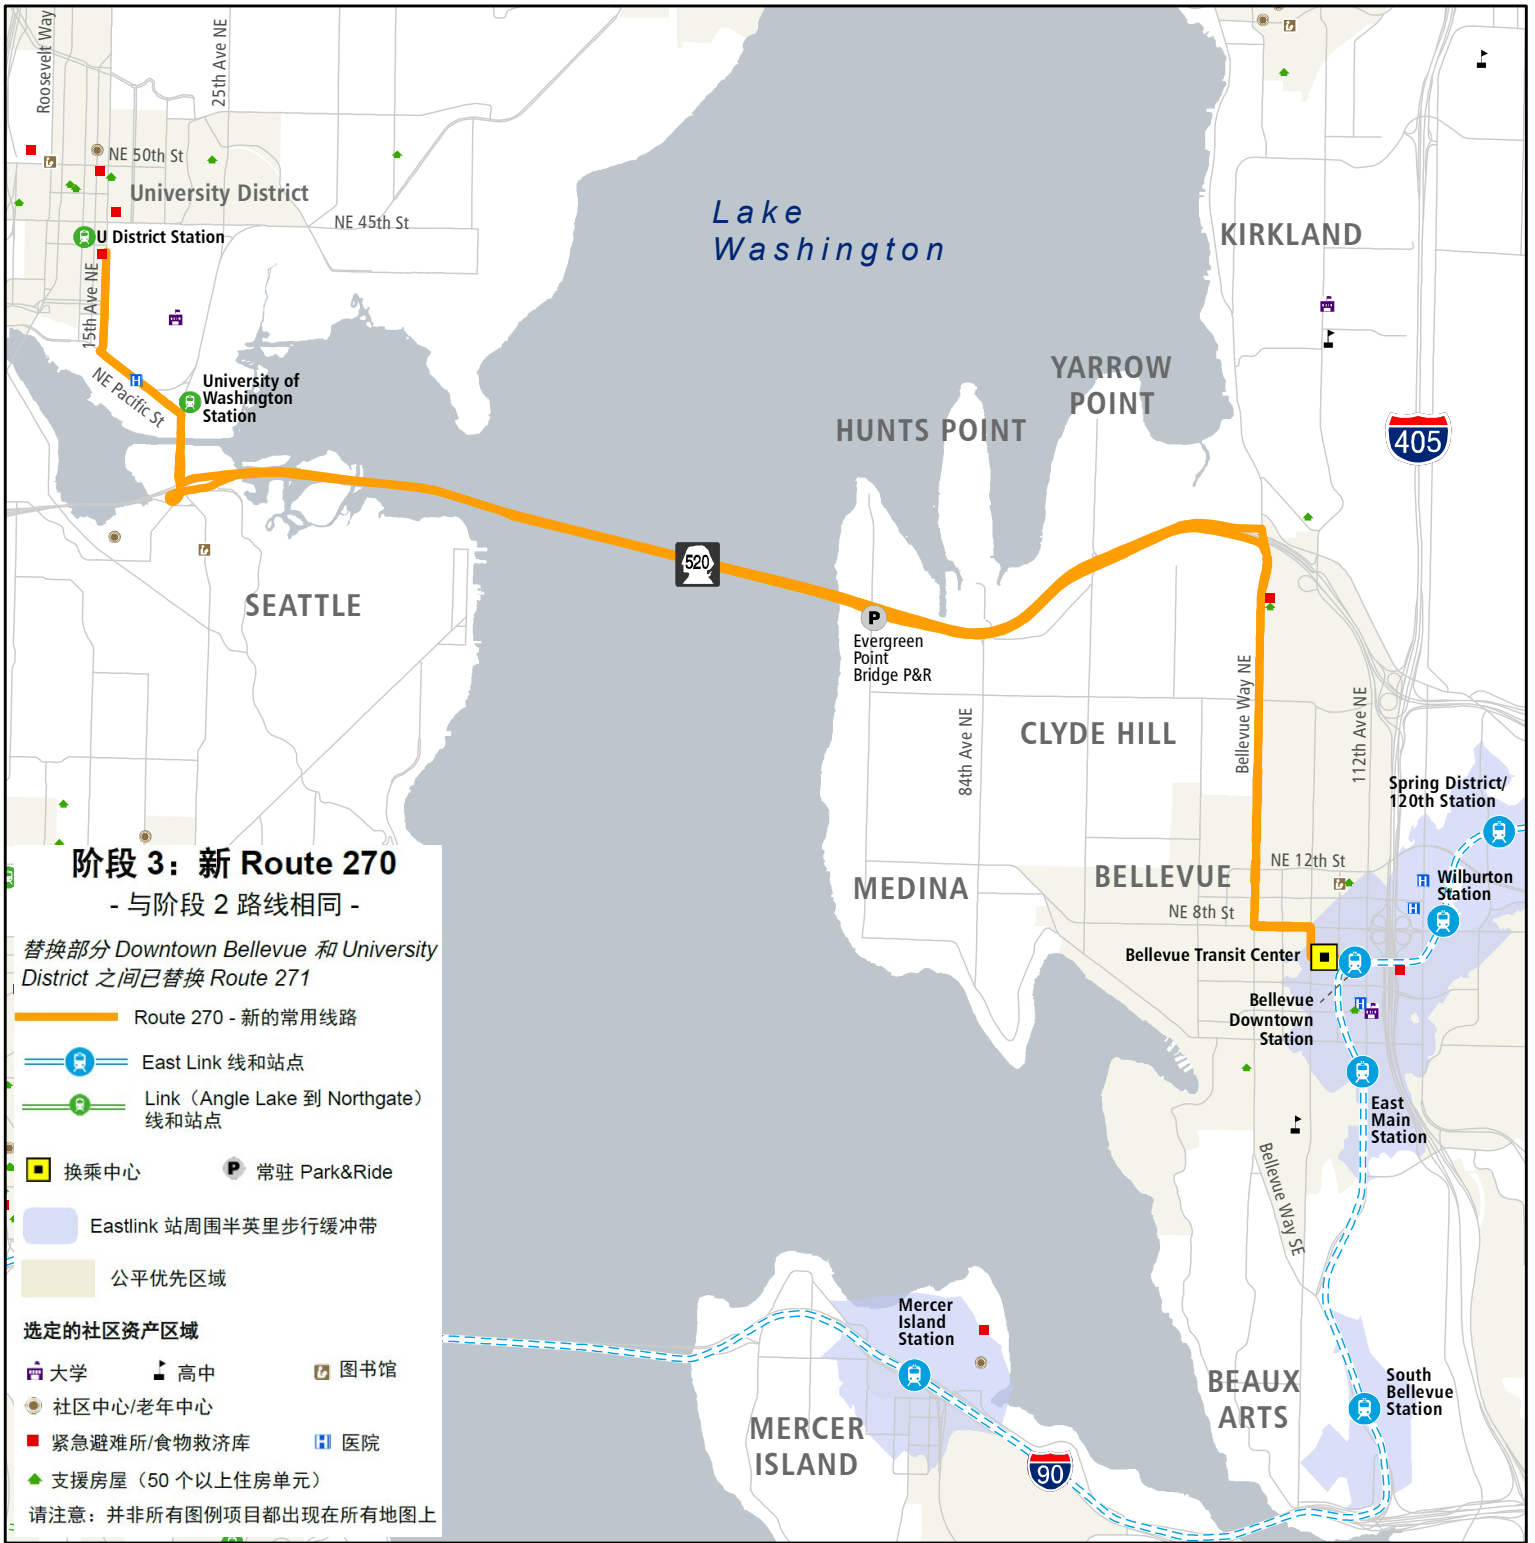 Roosevelt Way
25th Ave NE
NE 50th St
University District
NE 45th St
U District Station
15th Ave NE
NE Pacific St
University of
Washington
Station
Lake
Washington
KIRKLAND
YARROW
POINT
HUNTS POINT
405
520
SEATTLE
P
Evergreen
Point
Bridge P&R
84th Ave NE
CLYDE HILL
Bellevue Way NE
112th Ave NE
Spring District/
120th Station
MEDINA
BELLEVUE
NE 12th St
Wilburton
Station
NE 8th St
Bellevue Transit Center
Bellevue
Downtown
Station
East
Main
Station
Bellevue Way SE
Mercer
Island
Station
MERCER
ISLAND
90
BEAUX
ARTS
South
Bellevue
Station
阶段 3：新 Route 270
- 与阶段 2 路线相同 -
替换部分 Downtown Bellevue 和 University
District 之间已替换 Route 271
Route 270 - 新的常用线路
East Link 线和站点
Link（Angle Lake 到 Northgate）
线和站点
换乘中心
P 常驻 Park&Ride
Eastlink 站周围半英里步行缓冲带
公平优先区域
选定的社区资产区域
大学
高中
图书馆
社区中心/老年中心
紧急避难所/食物救济库
H 医院
支援房屋（50 个以上住房单元）
请注意：并非所有图例项目都出现在所有地图上